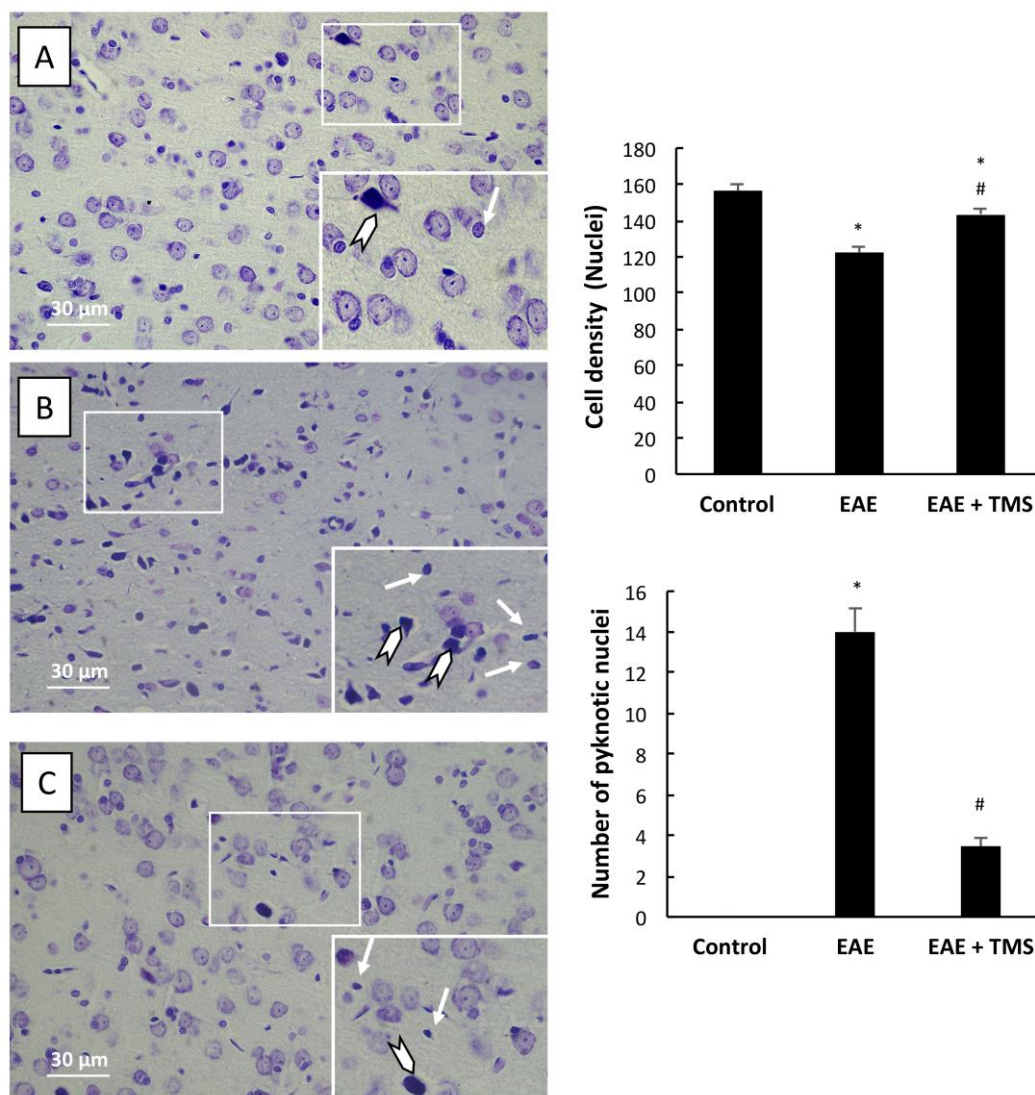 A
30 µm
B
30 µm
C
30 µm
Cell density (Nuclei)
180
160
140
120
100
80
60
40
20
0
*
*
#
Control EAE EAE + TMS
Number of pyknotic nuclei
16
14
12
10
8
6
4
2
0
*
#
Control EAE EAE + TMS